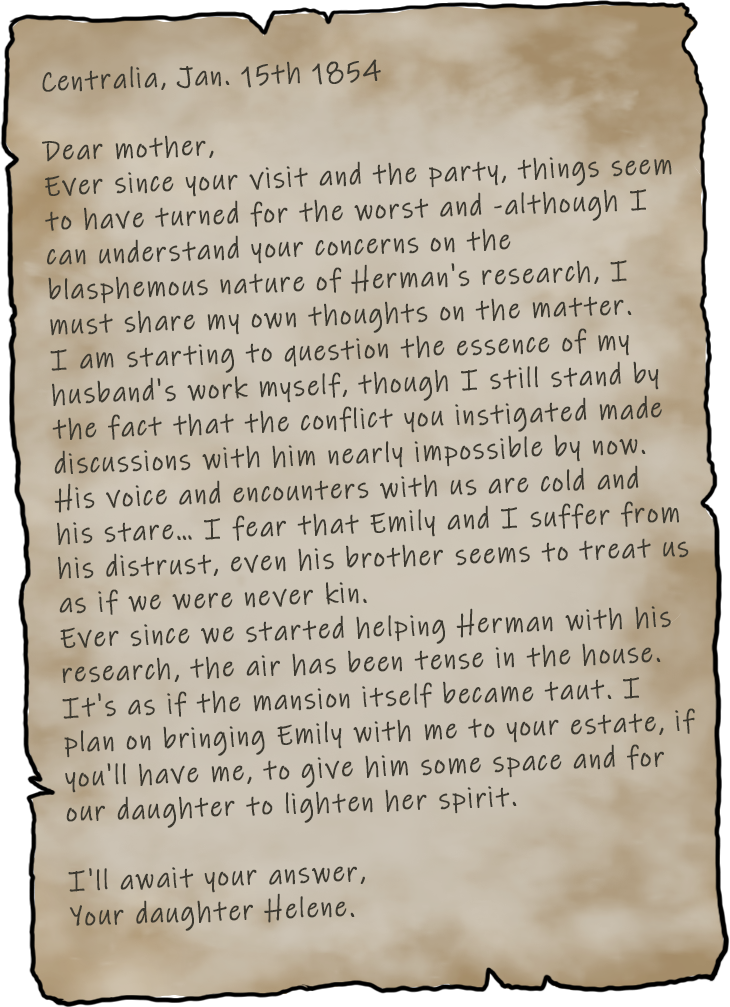 Centralia, Jan. 15th 1854
Dear mother,
Ever since your visit and the party, things seem
to have turned for the worst and -although I
can understand your concerns on the
blasphemous nature of Herman's research, I
must share my own thoughts on the matter.
I am starting to question the essence of my
husband's work myself, though I still stand by
the fact that the conflict you instigated made
discussions with him nearly impossible by now.
His voice and encounters with us are cold and
his stare... I fear that Emily and I suffer from
his distrust, even his brother seems to treat us
as if we were never kin.
Ever since we started helping Herman with his
research, the air has been tense in the house.
It's as if the mansion itself became taut. I
plan on bringing Emily with me to your estate, if
you'll have me, to give him some space and for
our daughter to lighten her spirit.
I'll await your answer,
Your daughter Helene.